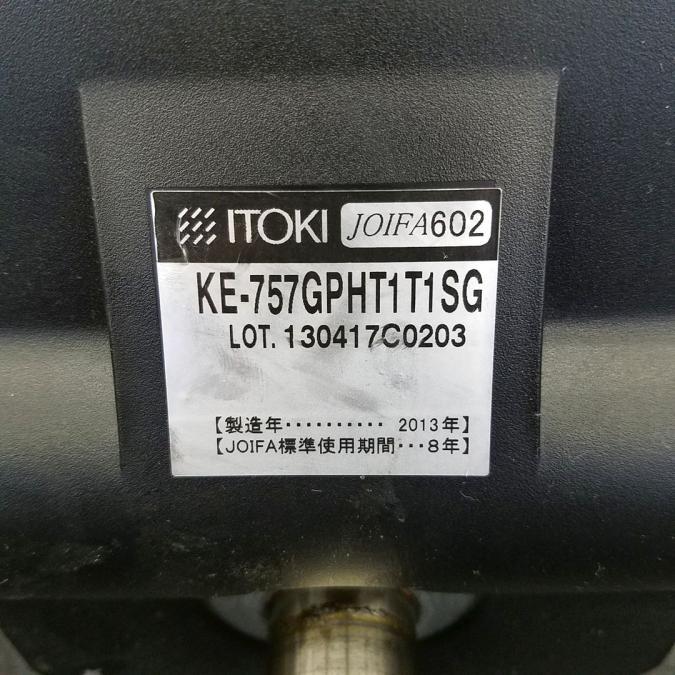 ITOKI JOIFA602
KE-757GPHT1T1SG
LOT. 130417C0203
【製造年‥‥‥‥‥ 2013年】
【JOIFA標準使用期間‥‥8年】